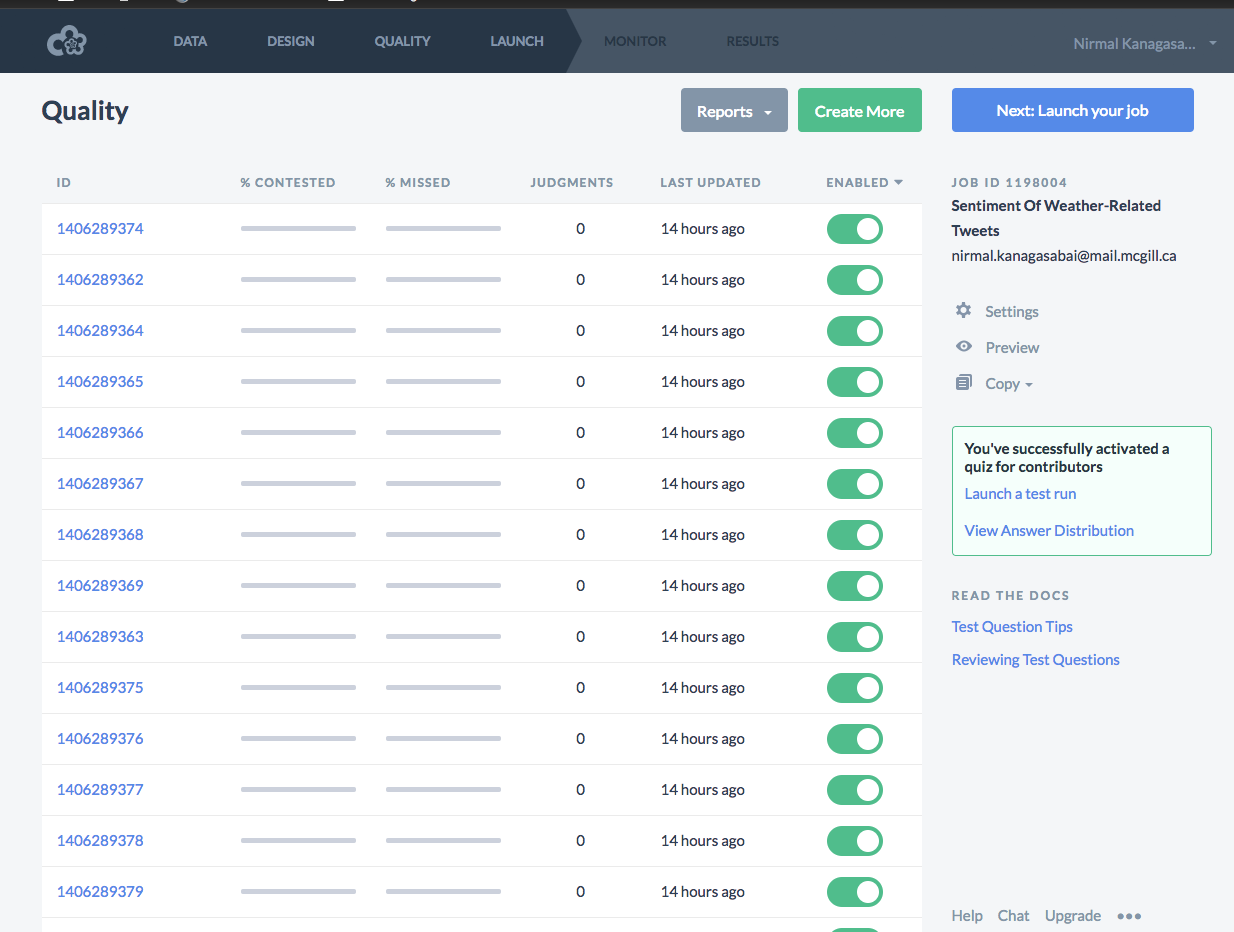 DATA DESIGN QUALITY LAUNCH MONITOR RESULTS Nirmal Kanagasa...
Quality Reports Create More Next: Launch your job
ID % CONTESTED % MISSED JUDGMENTS LAST UPDATED ENABLED
1406289374 0 14 hours ago
1406289362 0 14 hours ago
1406289364 0 14 hours ago
1406289365 0 14 hours ago
1406289366 0 14 hours ago
1406289367 0 14 hours ago
1406289368 0 14 hours ago
1406289369 0 14 hours ago
1406289363 0 14 hours ago
1406289375 0 14 hours ago
1406289376 0 14 hours ago
1406289377 0 14 hours ago
1406289378 0 14 hours ago
1406289379 0 14 hours ago
JOB ID 1198004
Sentiment Of Weather-Related
Tweets
nirmal.kanagasabai@mail.mcgill.ca
Settings
Preview
Copy
You've successfully activated a
quiz for contributors
Launch a test run
View Answer Distribution
READ THE DOCS
Test Question Tips
Reviewing Test Questions
Help Chat Upgrade